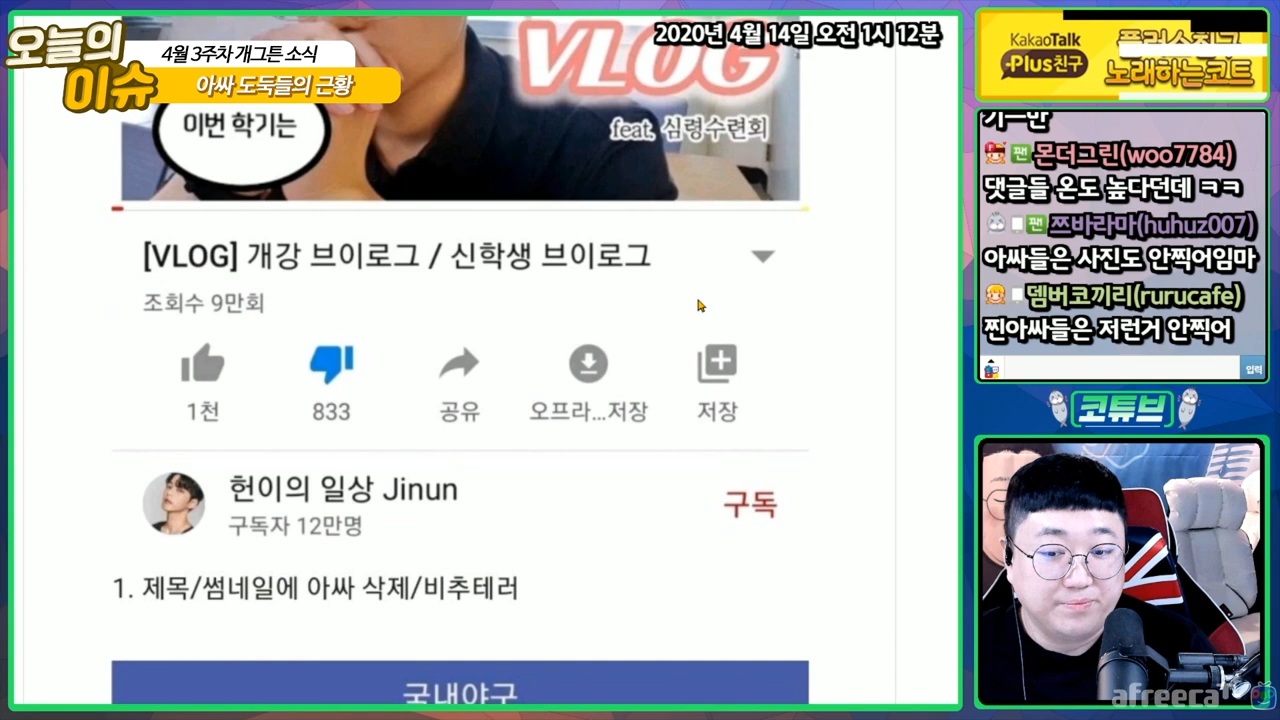 오늘의
이슈
4월 3주차 개그튼 소식
아싸 도둑들의 근황
VLOG
2020년 4월 14일 오전 1시 12분
이번 학기는
feat. 심령수련회
[VLOG] 개강 브이로그 / 신학생 브이로그
조회수 9만회
1천
833
공유
오프라...저장
저장
헌이의 일상 Jinun
구독자 12만명
구독
1. 제목/썸네일에 아싸 삭제/비추테러
국내야구
KakaoTalk
Plus친구
노래하는코트
팬 몬더그린(woo7784)
댓글들 온도 높다던데 ㅋㅋ
팬 쯔바라마(huhuz007)
아싸들은 사진도 안찍어임마
뎀버코끼리(rurucafe)
찐아싸들은 저런거 안찍어
입력
코튜브
afreecaTV